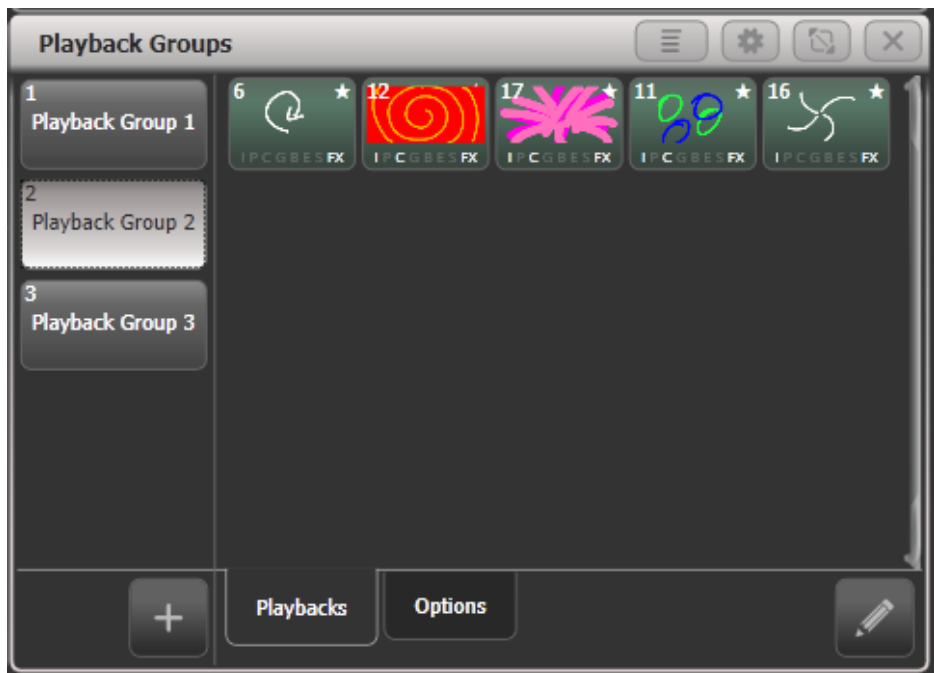 Playback Groups
1
Playback Group 1
2
Playback Group 2
3
Playback Group 3
6
IPCGBESFX
12
IPCGBESFX
17
IPCGBESFX
11
IPCGBESFX
16
IPCGBESFX
+
Playbacks
Options